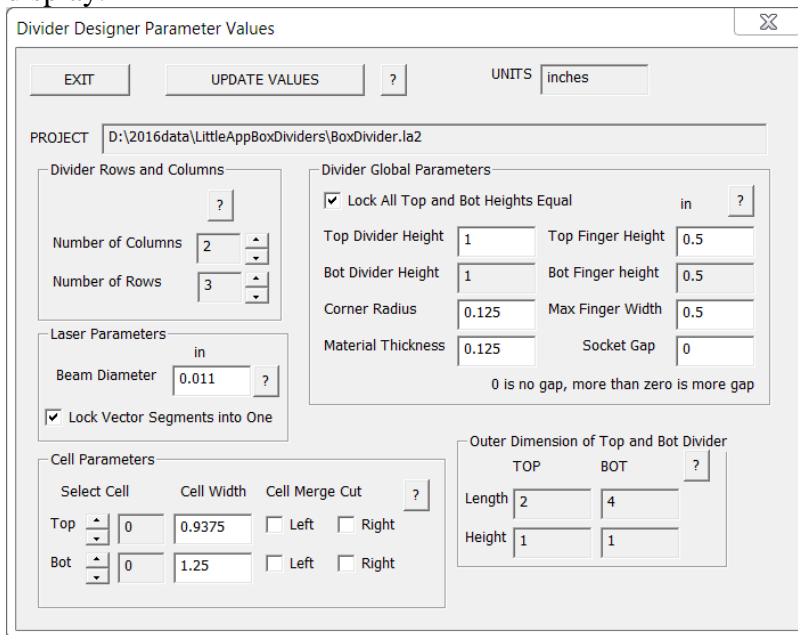 display.
Divider Designer Parameter Values
EXIT UPDATE VALUES ? UNITS inches
PROJECT D:\2016data\LittleAppBoxDividers\BoxDivider.la2
Divider Rows and Columns
?
Number of Columns 2
Number of Rows 3
Divider Global Parameters
Lock All Top and Bot Heights Equal in ?
Top Divider Height 1 Top Finger Height 0.5
Bot Divider Height 1 Bot Finger height 0.5
Corner Radius 0.125 Max Finger Width 0.5
Material Thickness 0.125 Socket Gap 0
0 is no gap, more than zero is more gap
Laser Parameters
in
Beam Diameter 0.011 ?
Lock Vector Segments into One
Cell Parameters
Select Cell Cell Width Cell Merge Cut ?
Top 0 0.9375 Left Right
Bot 0 1.25 Left Right
Outer Dimension of Top and Bot Divider
TOP BOT ?
Length 2 4
Height 1 1